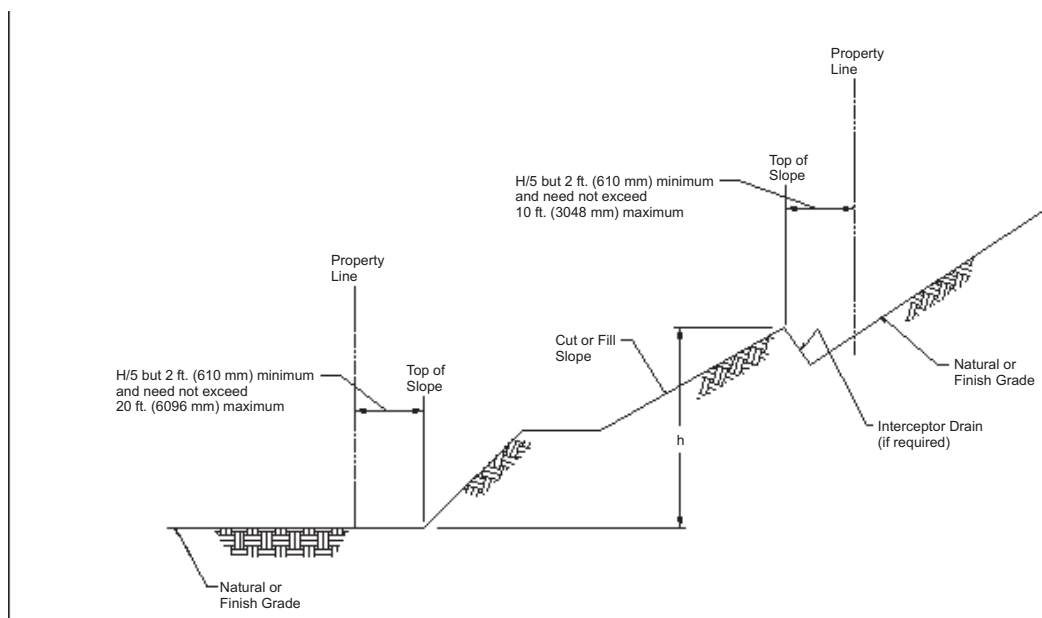 Property
Line
Top of
Slope
H/5 but 2 ft. (610 mm) minimum
and need not exceed
10 ft. (3048 mm) maximum
Property
Line
Cut or Fill
Slope
Natural or
Finish Grade
H/5 but 2 ft. (610 mm) minimum
and need not exceed
20 ft. (6096 mm) maximum
Top of
Slope
h
Interceptor Drain
(if required)
Natural or
Finish Grade